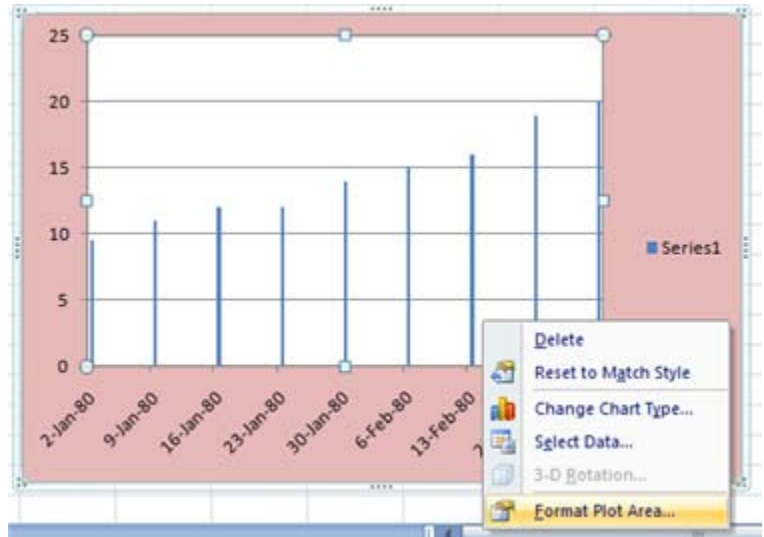 25
20
15
10
5
0
2-Jan-80
9-Jan-80
16-Jan-80
23-Jan-80
30-Jan-80
6-Feb-80
13-Feb-80
Series1
Delete
Reset to Match Style
Change Chart Type...
Select Data...
3-D Rotation...
Format Plot Area...